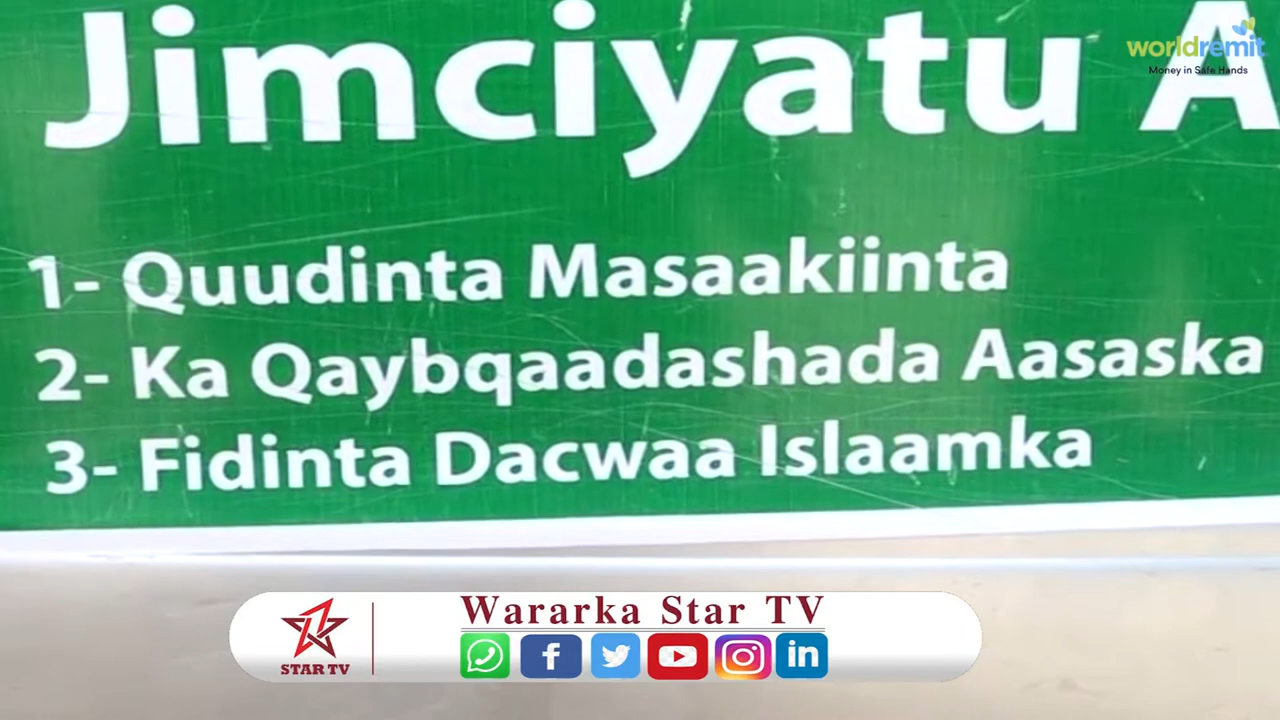 Jimciyatu A
worldremit
Money in Safe Hands
1- Quudinta Masaakiinta
2- Ka Qaybqaadashada Aasaska
3- Fidinta Dacwaa Islaamka
Wararka Star TV
STAR TV